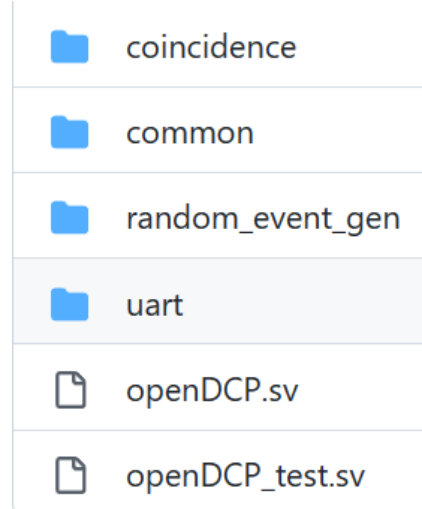 coincidence
common
random_event_gen
uart
openDCP.sv
openDCP_test.sv